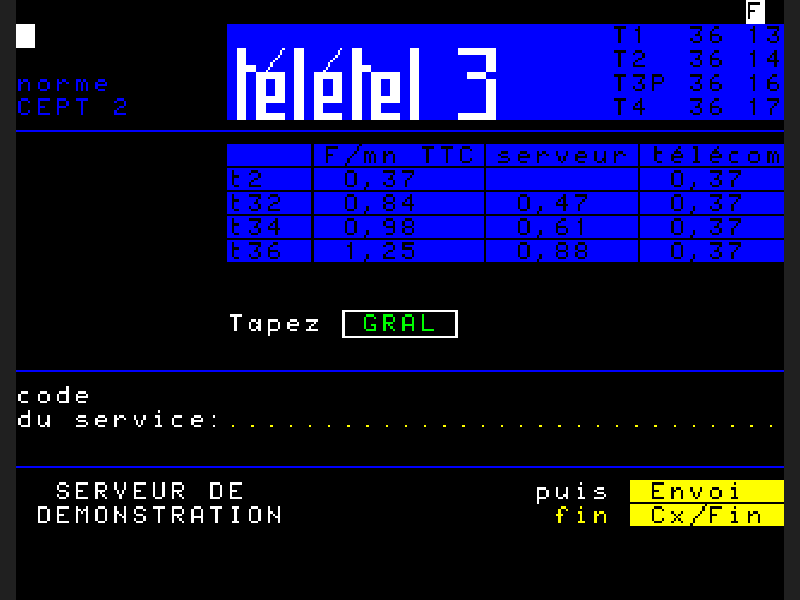 F
télétel 3
T1 36 13
T2 36 14
T3P 36 16
T4 36 17
norme
CEPT 2
F/mn TTC serveur télécom
t2 0,37 0,37
t32 0,84 0,47 0,37
t34 0,98 0,61 0,37
t36 1,25 0,88 0,37
Tapez GRAL
code
du service:.............................
SERVEUR DE puis Envoi
DEMONSTRATION fin Cx/Fin